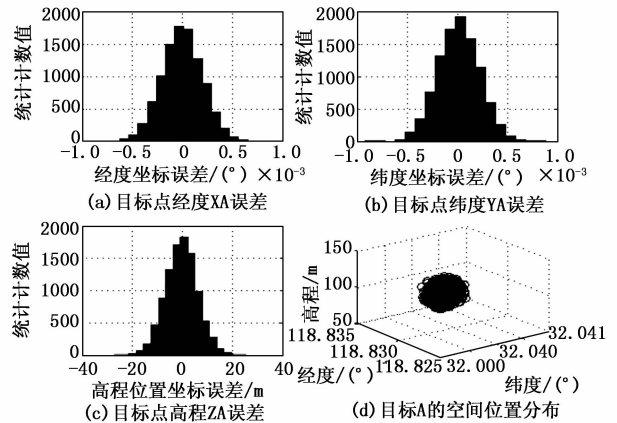 2000
1500
1000
500
0
统计计数值
-1.0 -0.5 0 0.5 1.0
经度坐标误差/(°) ×10⁻³
(a)目标点经度XA误差
2000
1500
1000
500
0
统计计数值
-1.0 -0.5 0 0.5 1.0
纬度坐标误差/(°) ×10⁻³
(b)目标点纬度YA误差
2000
1500
1000
500
0
统计计数值
-40 -20 0 20 40
高程位置坐标误差/m
(c)目标点高程ZA误差
150
100
50
高程/m
118.835
118.830
118.825
经度/(°)
32.000
32.040
32.041
纬度/(°)
(d)目标A的空间位置分布